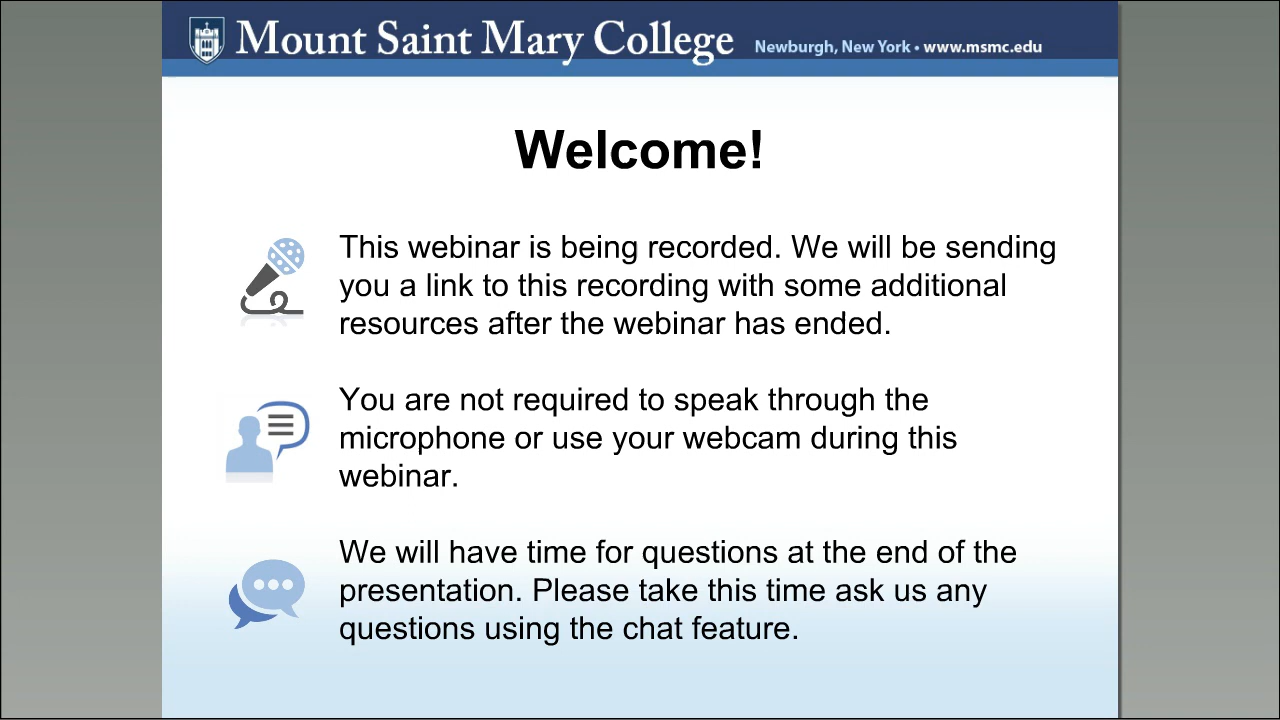 Mount Saint Mary College Newburgh, New York • www.msmc.edu
Welcome!
This webinar is being recorded. We will be sending
you a link to this recording with some additional
resources after the webinar has ended.
You are not required to speak through the
microphone or use your webcam during this
webinar.
We will have time for questions at the end of the
presentation. Please take this time ask us any
questions using the chat feature.